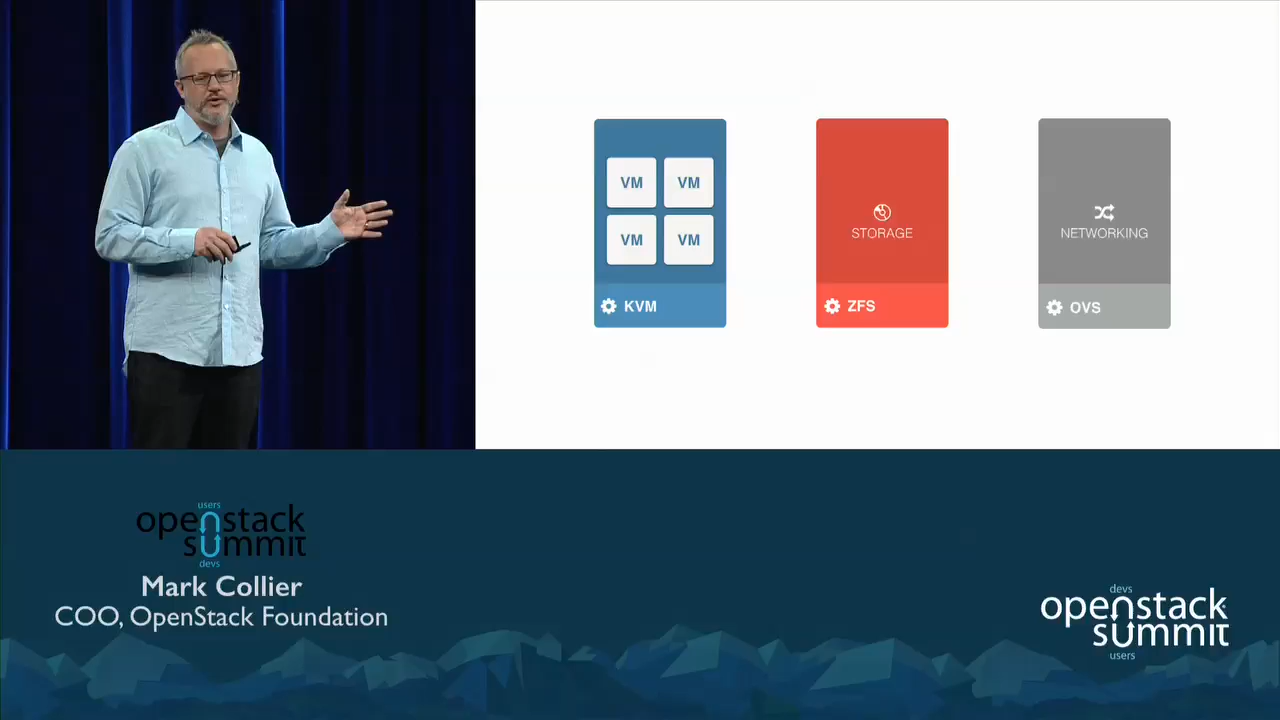 VM
VM
VM
VM
KVM
STORAGE
ZFS
NETWORKING
OVS
users
openstack
summit
devs
Mark Collier
COO, OpenStack Foundation
devs
openstack
summit
users